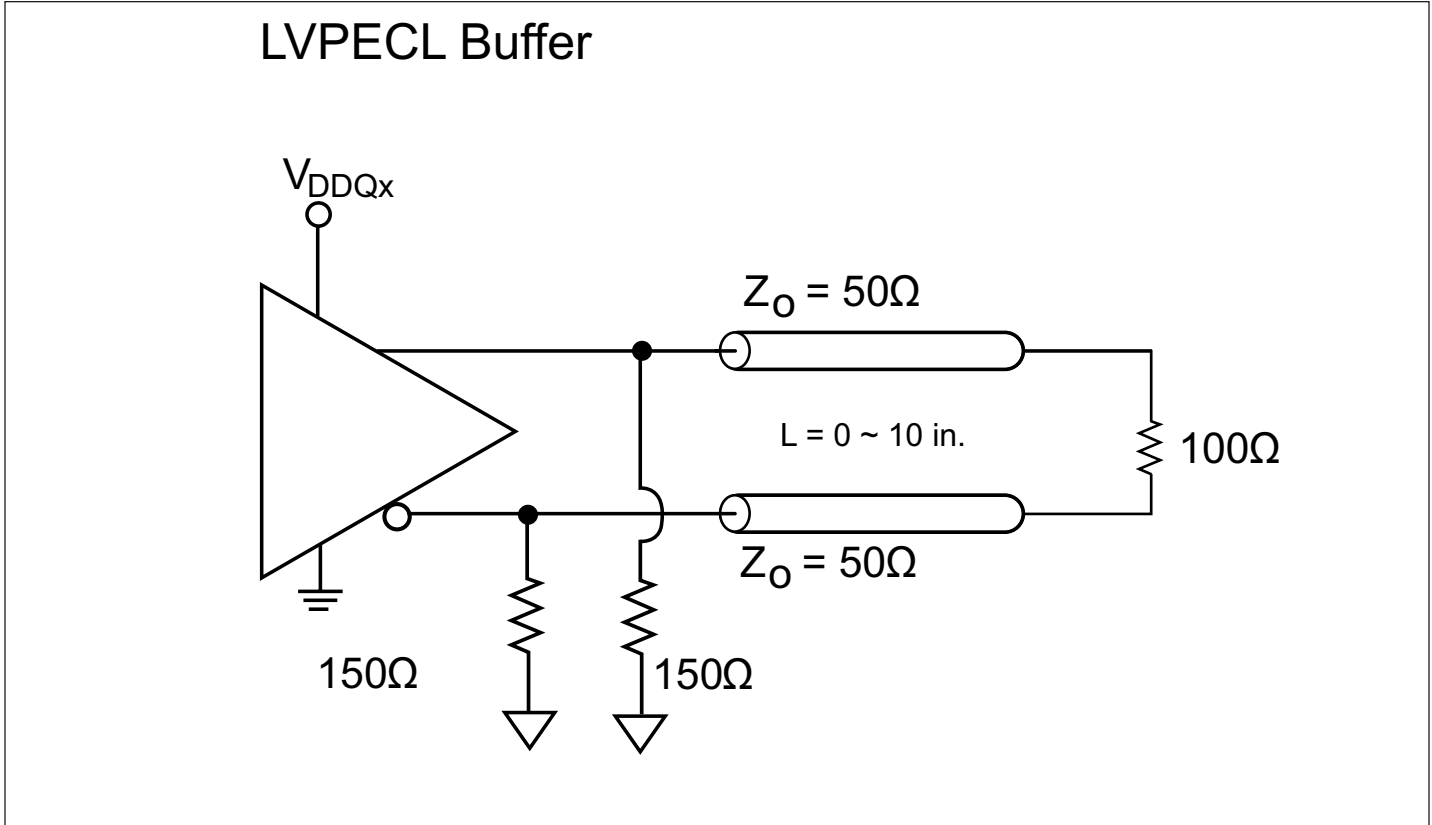 LVPECL Buffer
VDDQx
ZO = 50Ω
L = 0 ~ 10 in.
100Ω
ZO = 50Ω
150Ω
150Ω